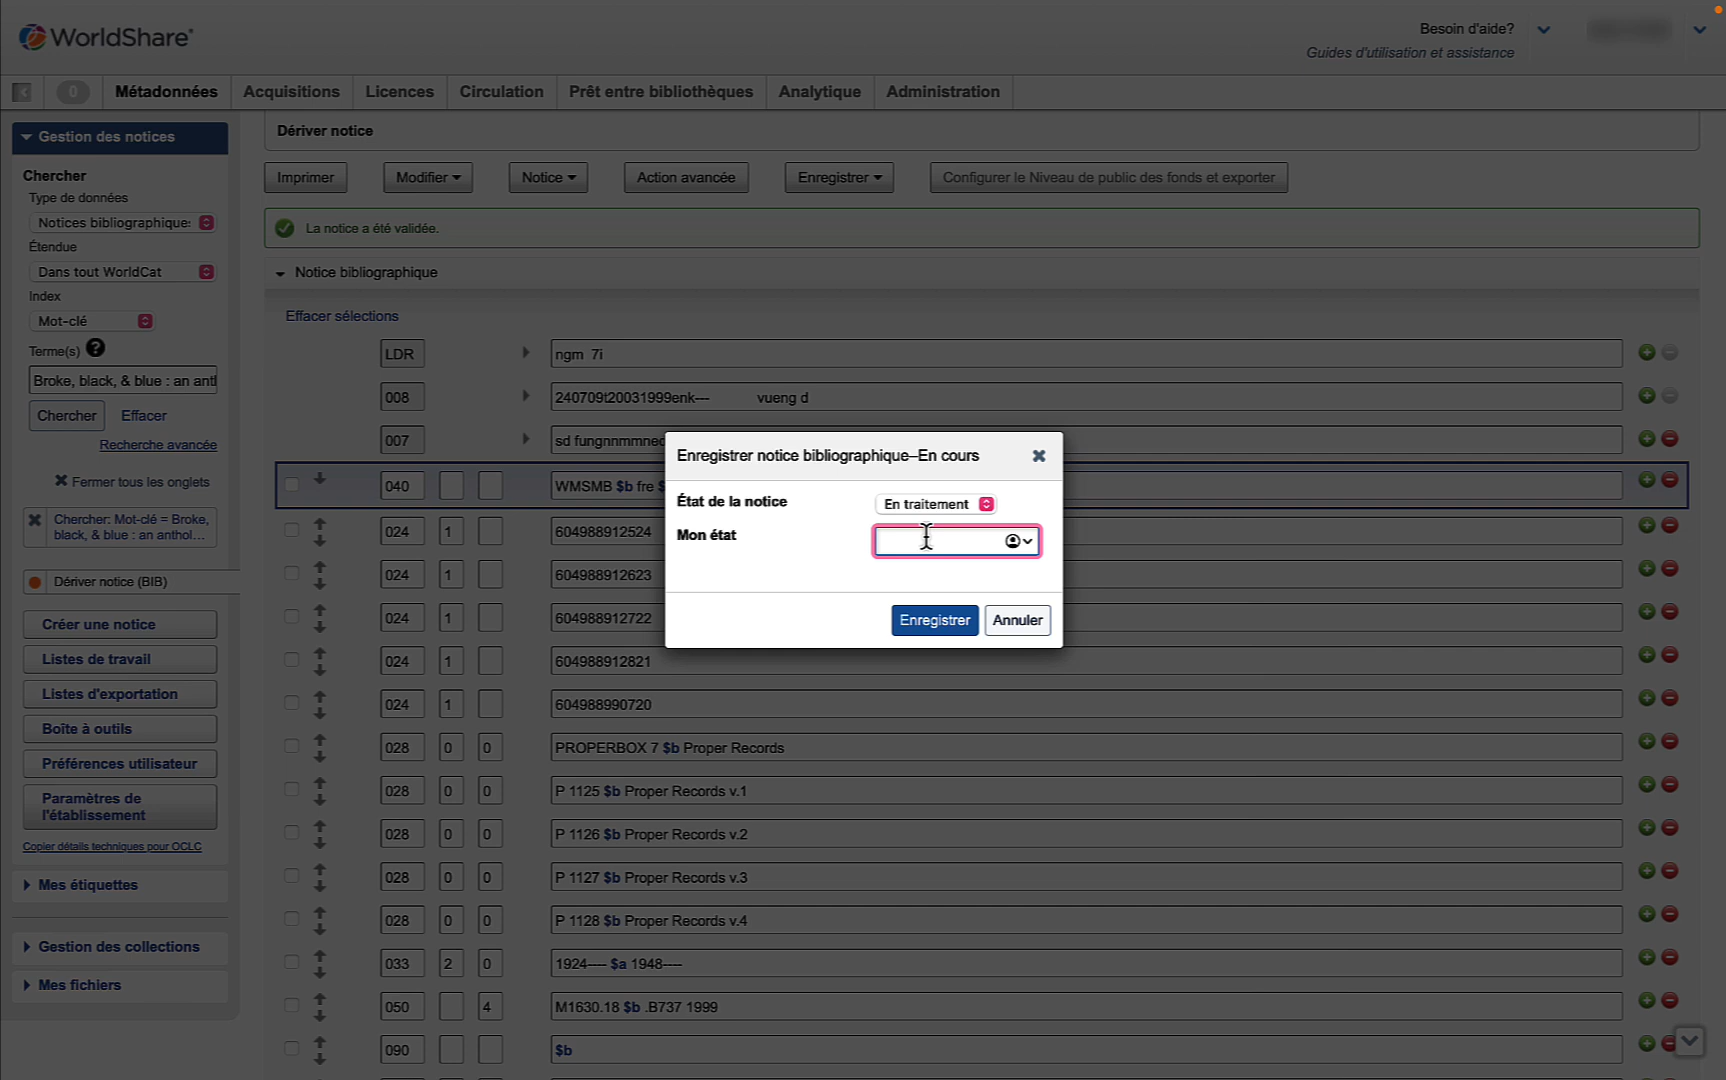 WorldShare®
Besoin d'aide?
Guides d'utilisation et assistance
0
Métadonnées
Acquisitions
Licences
Circulation
Prêt entre bibliothèques
Analytique
Administration
Gestion des notices
Chercher
Type de données
Notices bibliographique:
Étendue
Dans tout WorldCat
Index
Mot-clé
Terme(s) ?
Broke, black, & blue : an antl
Chercher
Effacer
Recherche avancée
Fermer tous les onglets
Chercher: Mot-clé = Broke,
black, & blue : an anthol...
Dériver notice (BIB)
Créer une notice
Listes de travail
Listes d'exportation
Boîte à outils
Préférences utilisateur
Paramètres de
l'établissement
Copier détails techniques pour OCLC
Mes étiquettes
Gestion des collections
Mes fichiers
Dériver notice
Imprimer
Modifier
Notice
Action avancée
Enregistrer
Configurer le Niveau de public des fonds et exporter
La notice a été validée.
Notice bibliographique
Effacer sélections
LDR ngm 7i
008 240709t20031999enk--- vueng d
007 sd fungnnmmned
040 WMSMB $b fre $
024 1 604988912524
024 1 604988912623
024 1 604988912722
024 1 604988912821
024 1 604988990720
028 0 0 PROPERBOX 7 $b Proper Records
028 0 0 P 1125 $b Proper Records v.1
028 0 0 P 1126 $b Proper Records v.2
028 0 0 P 1127 $b Proper Records v.3
028 0 0 P 1128 $b Proper Records v.4
033 2 0 1924---- $a 1948----
050 4 M1630.18 $b .B737 1999
090 $b
Enregistrer notice bibliographique–En cours
État de la notice
En traitement
Mon état
Enregistrer
Annuler